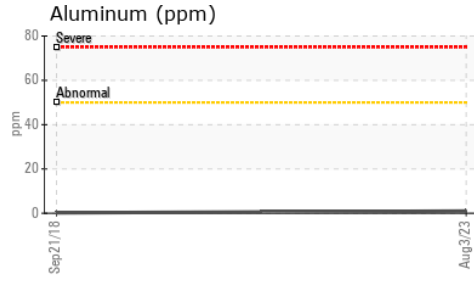 Aluminum (ppm)
80
Severe
60
Abnormal
ppm
40
20
0
Sep21/18
Aug3/23